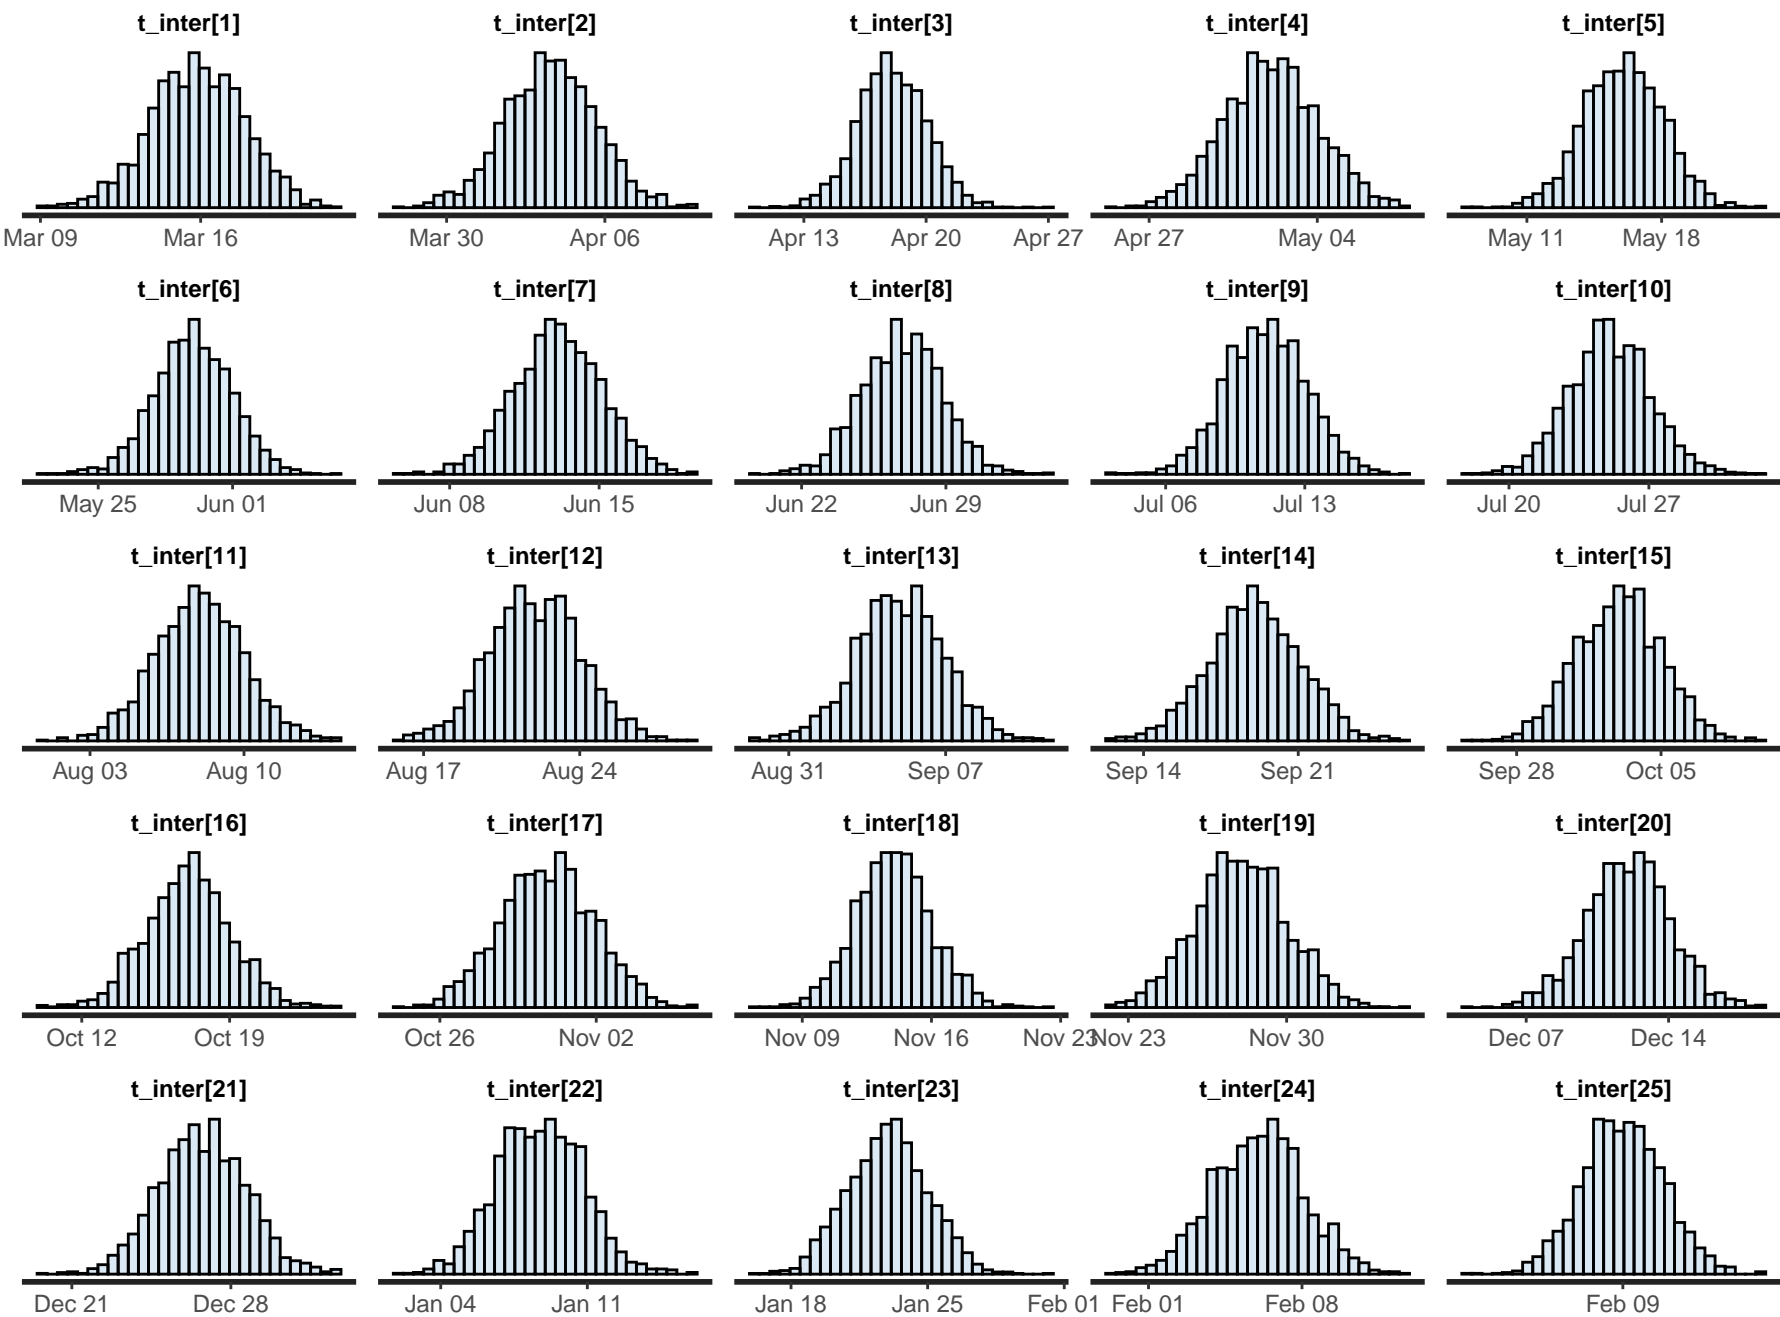 t_inter[1] t_inter[2] t_inter[3] t_inter[4] t_inter[5]
Mar 09 Mar 16 Mar 30 Apr 06 Apr 13 Apr 20 Apr 27 Apr 27 May 04 May 11 May 18
t_inter[6] t_inter[7] t_inter[8] t_inter[9] t_inter[10]
May 25 Jun 01 Jun 08 Jun 15 Jun 22 Jun 29 Jul 06 Jul 13 Jul 20 Jul 27
t_inter[11] t_inter[12] t_inter[13] t_inter[14] t_inter[15]
Aug 03 Aug 10 Aug 17 Aug 24 Aug 31 Sep 07 Sep 14 Sep 21 Sep 28 Oct 05
t_inter[16] t_inter[17] t_inter[18] t_inter[19] t_inter[20]
Oct 12 Oct 19 Oct 26 Nov 02 Nov 09 Nov 16 Nov 23 Nov 23 Nov 30 Dec 07 Dec 14
t_inter[21] t_inter[22] t_inter[23] t_inter[24] t_inter[25]
Dec 21 Dec 28 Jan 04 Jan 11 Jan 18 Jan 25 Feb 01 Feb 01 Feb 08 Feb 09